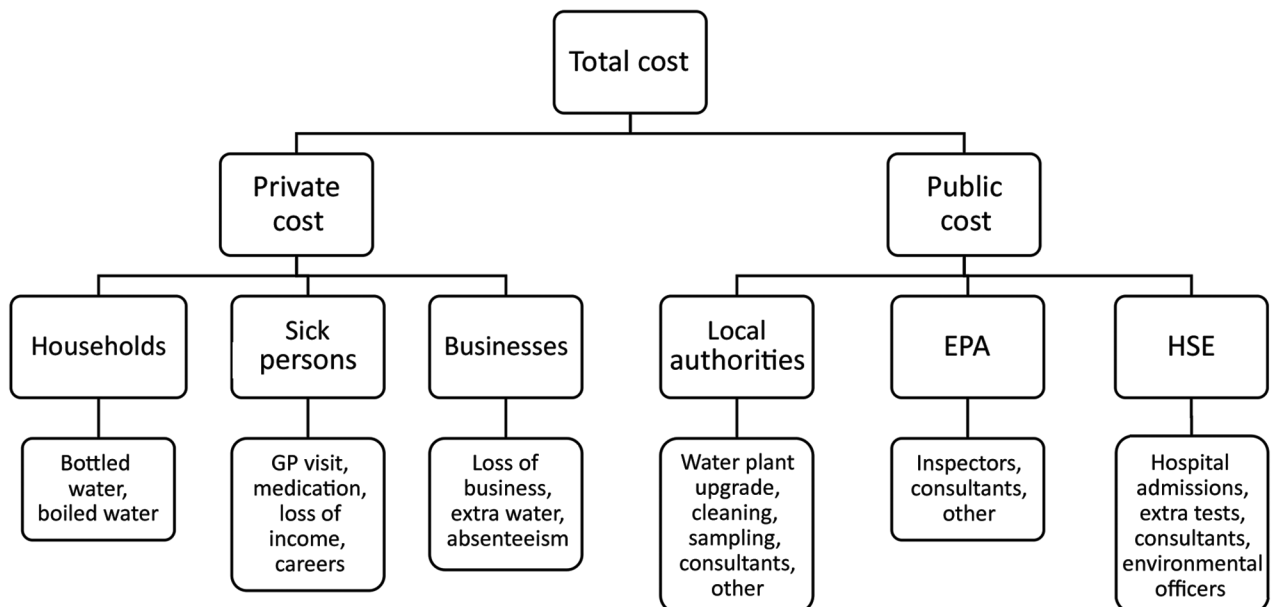 Total cost
Private
cost
Public
cost
Households
Sick
persons
Businesses
Local
authorities
EPA
HSE
Bottled
water,
boiled water
GP visit,
medication,
loss of
income,
careers
Loss of
business,
extra water,
absenteeism
Water plant
upgrade,
cleaning,
sampling,
consultants,
other
Inspectors,
consultants,
other
Hospital
admissions,
extra tests,
consultants,
environmental
officers